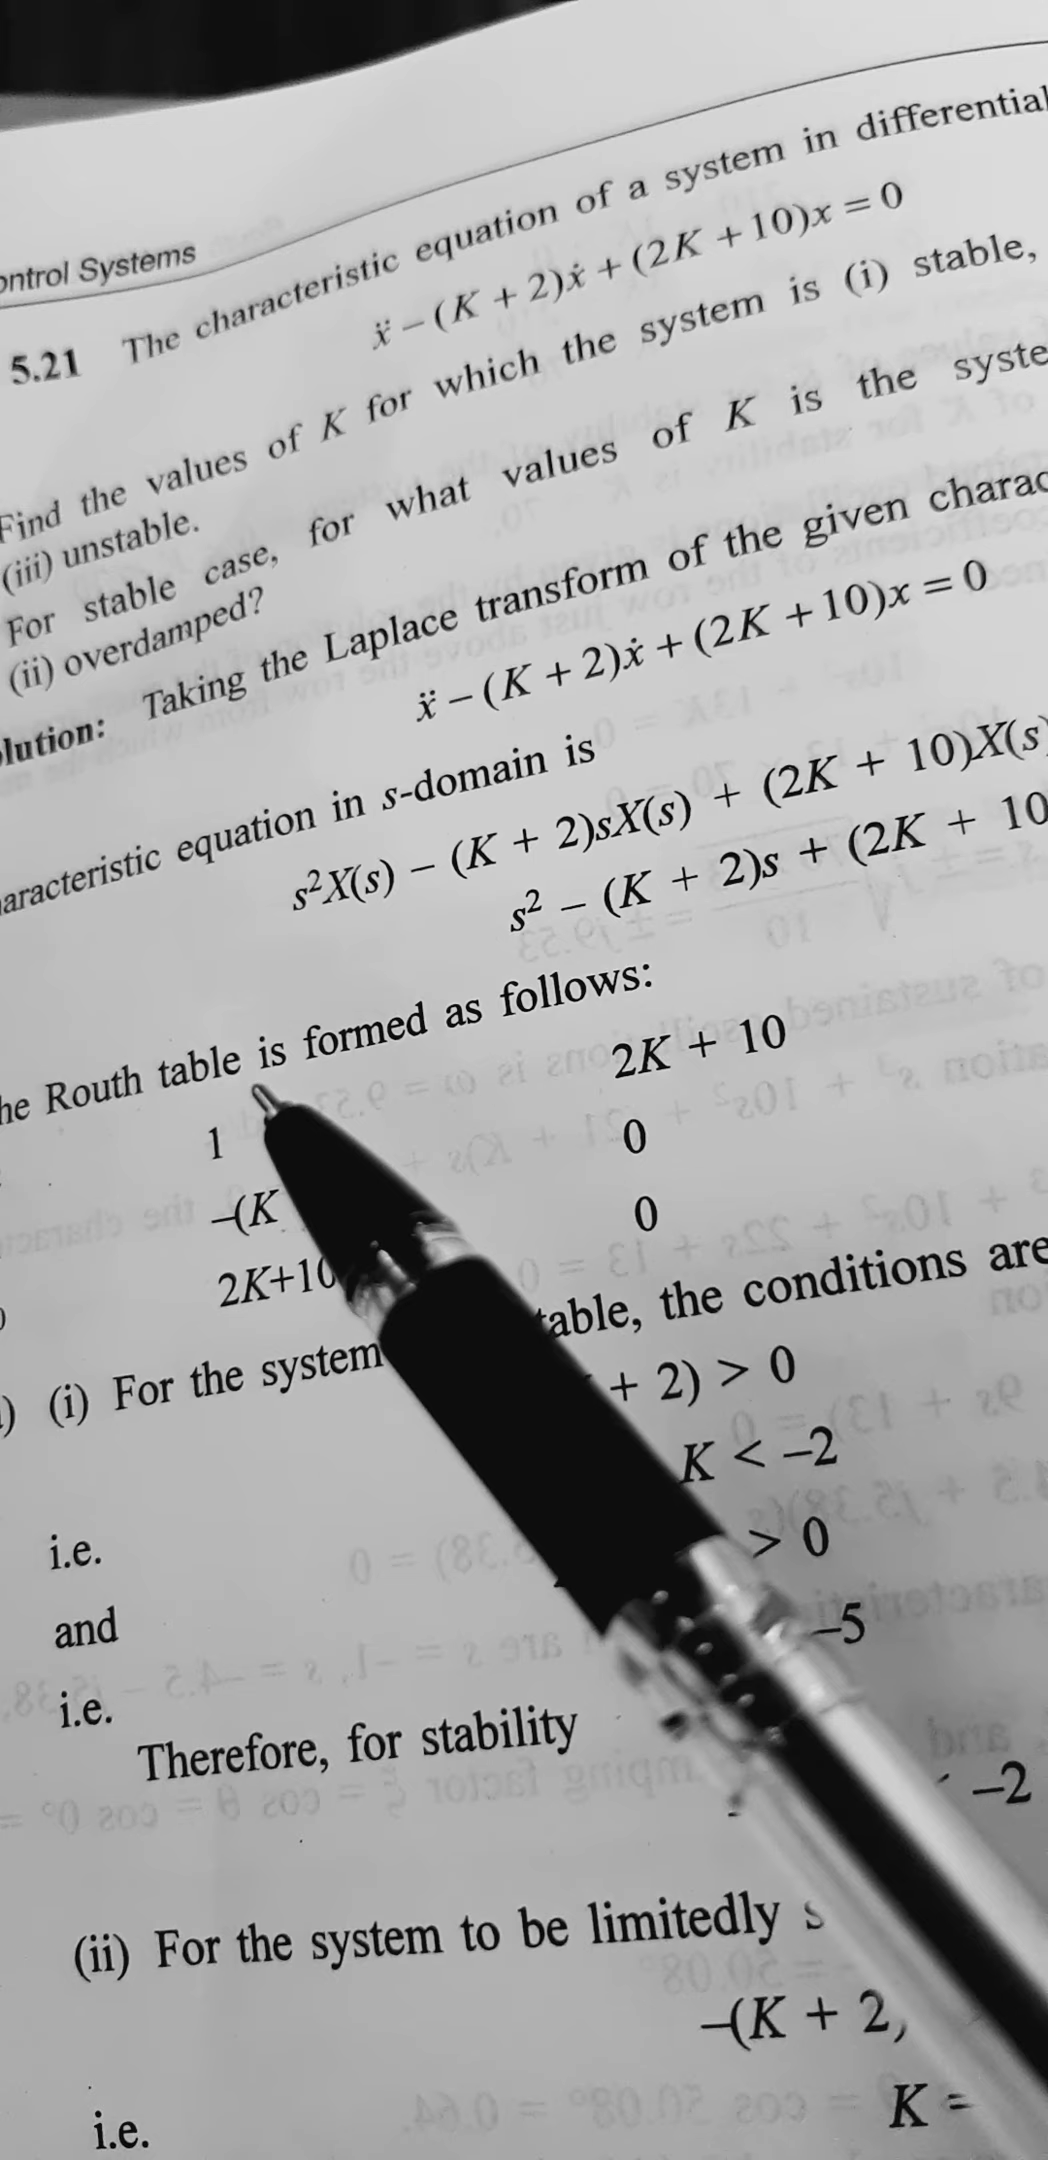 ontrol Systems
5.21 The characteristic equation of a system in differential
ẍ – (K + 2)ẋ + (2K + 10)x = 0
Find the values of K for which the system is (i) stable,
(iii) unstable.
For stable case, for what values of K is the syste
(ii) overdamped?
lution: Taking the Laplace transform of the given charac
ẍ – (K + 2)ẋ + (2K + 10)x = 0
aracteristic equation in s-domain is
s²X(s) – (K + 2)sX(s) + (2K + 10)X(s)
s² – (K + 2)s + (2K + 10
he Routh table is formed as follows:
1 2K + 10
–(K 0
2K+10 0
) (i) For the system table, the conditions are
+ 2) > 0
i.e. K < –2
and > 0
i.e. –5
Therefore, for stability
–2
(ii) For the system to be limitedly s
–(K + 2
i.e. K =